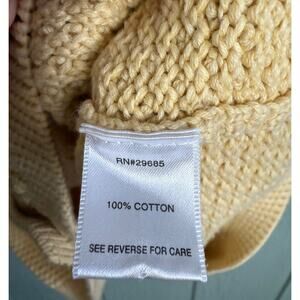 RN#29685
100% COTTON
SEE REVERSE FOR CARE